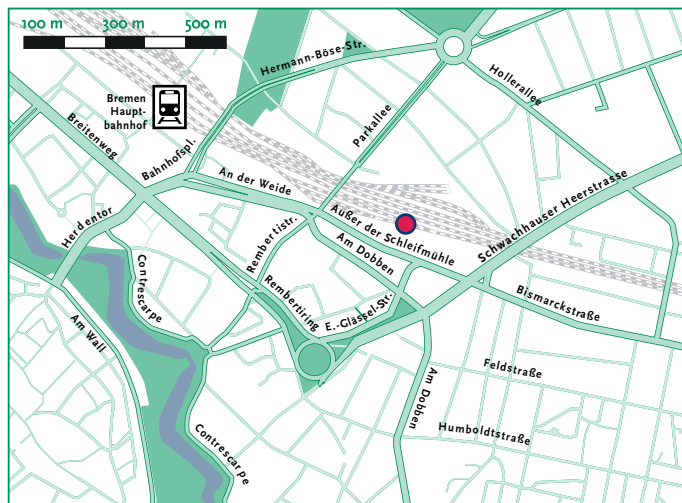 100 m 300 m 500 m
Hermann-Böse-Str.
Hollerallee
Bremen
Haupt-
bahnhof
Parkallee
Breitenweg
Bahnhofspl.
An der Weide
Schwachhauser Heerstrasse
Außer der Schleifmühle
Herdentor
Rembertistr.
Am Dobben
Contrescarpe
Rembertiring
E.-Glässel-Str.
Bismarckstraße
Am Wall
Feldstraße
Am Dobben
Humboldtstraße
Contrescarpe